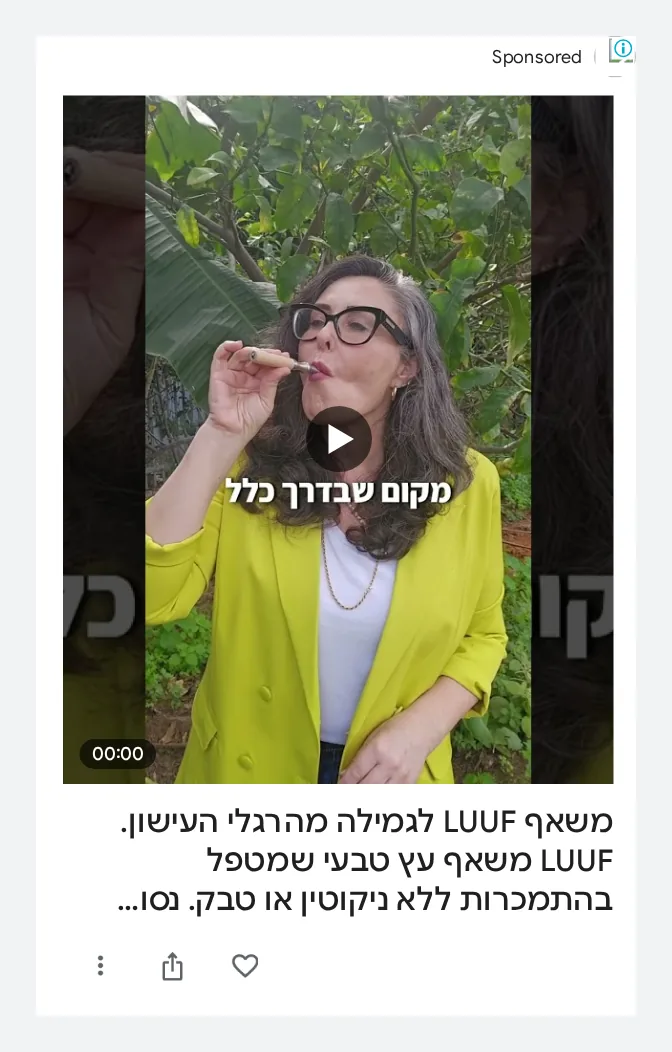 Sponsored
מקום שבדרך כלל
00:00
משאף LUUF לגמילה מהרגלי העישון.
LUUF משאף עץ טבעי שמטפל
בהתמכרות ללא ניקוטין או טבק. נסו...